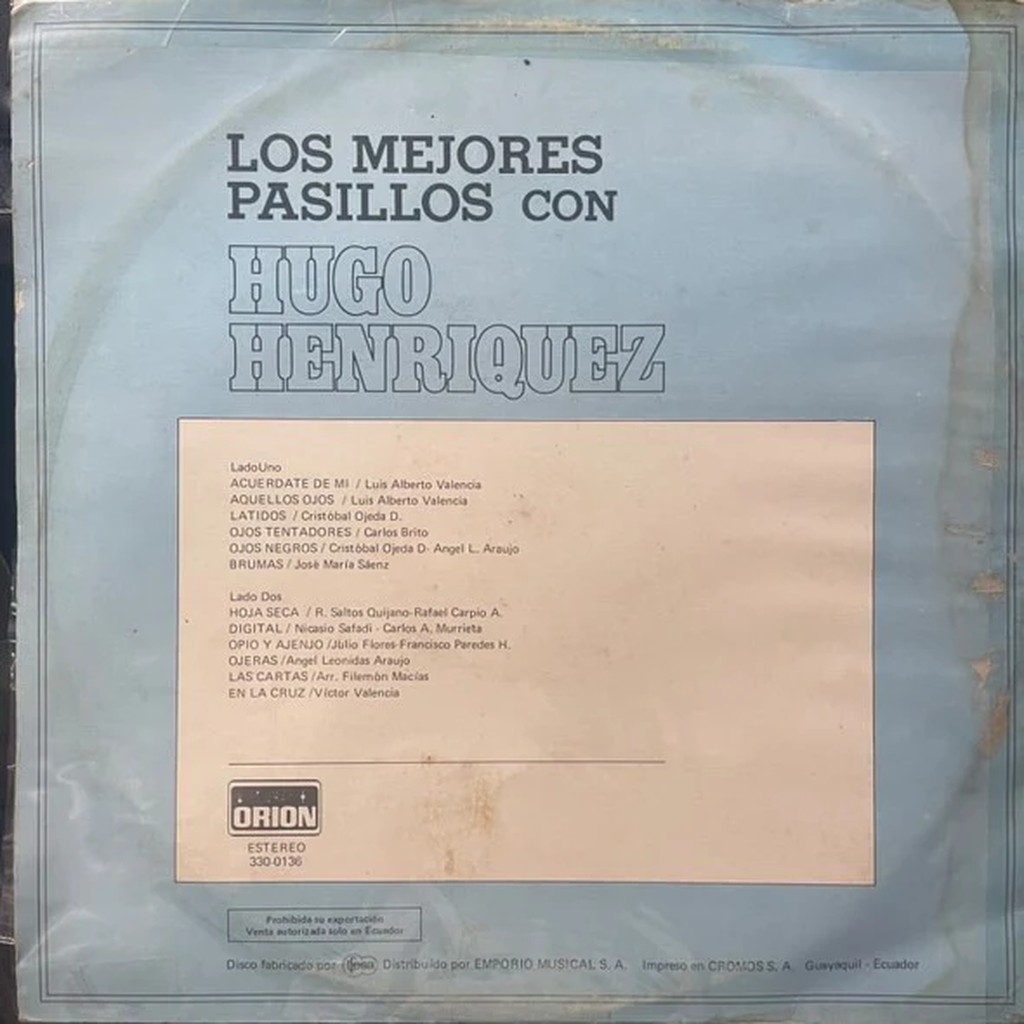 LOS MEJORES
PASILLOS CON
HUGO
HENRIQUEZ
LadoUno
ACUERDATE DE MI / Luis Alberto Valencia
AQUELLOS OJOS / Luis Alberto Valencia
LATIDOS / Cristóbal Ojeda D.
OJOS TENTADORES / Carlos Brito
OJOS NEGROS / Cristóbal Ojeda D- Angel L. Araujo
BRUMAS / José María Sáenz
Lado Dos
HOJA SECA / R. Saltos Quijano-Rafael Carpio A.
DIGITAL / Nicasio Safadi - Carlos A. Murrieta
OPIO Y AJENJO /Julio Flores-Francisco Paredes H.
OJERAS /Angel Leonidas Araujo
LAS CARTAS /Arr. Filemón Macías
EN LA CRUZ /Víctor Valencia
ORION
ESTEREO
330-0136
Prohibida su exportación
Venta autorizada solo en Ecuador
Disco fabricado por Distribuído por EMPORIO MUSICAL S. A. Impreso en CROMOS S. A. Guayaquil - Ecuador